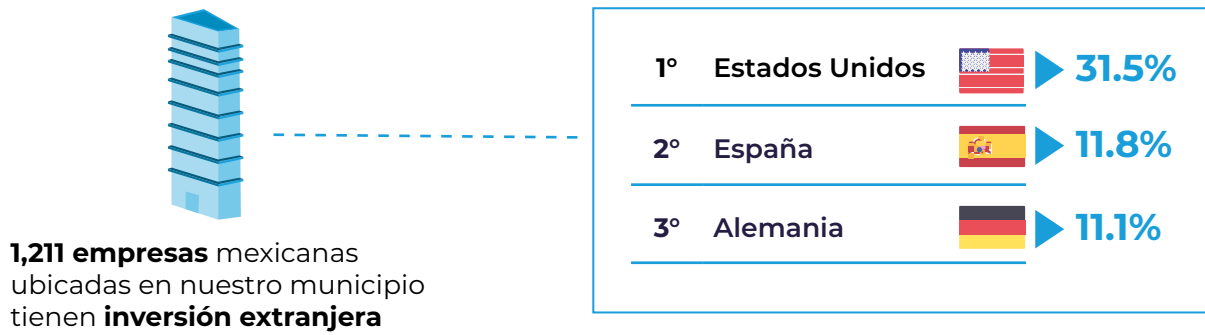 1° Estados Unidos 31.5%
2° España 11.8%
3° Alemania 11.1%
1,211 empresas mexicanas
ubicadas en nuestro municipio
tienen inversión extranjera